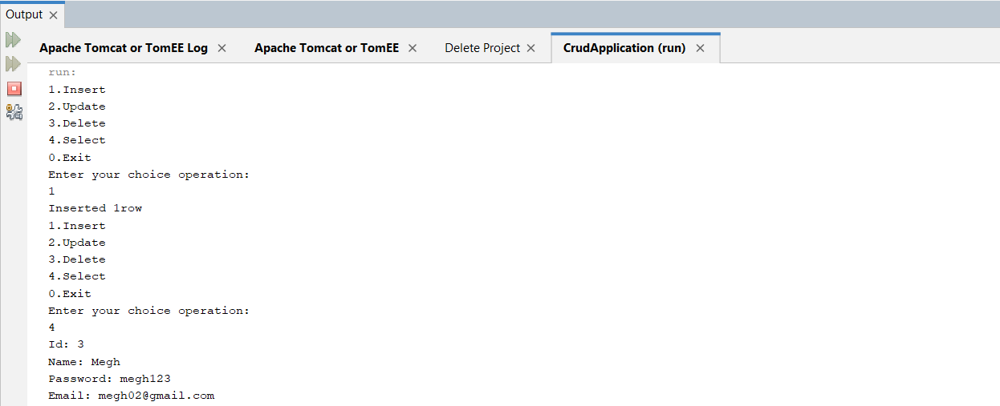 Output
Apache Tomcat or TomEE Log Apache Tomcat or TomEE Delete Project CrudApplication (run)
run:
1.Insert
2.Update
3.Delete
4.Select
0.Exit
Enter your choice operation:
1
Inserted 1row
1.Insert
2.Update
3.Delete
4.Select
0.Exit
Enter your choice operation:
4
Id: 3
Name: Megh
Password: megh123
Email: megh02@gmail.com